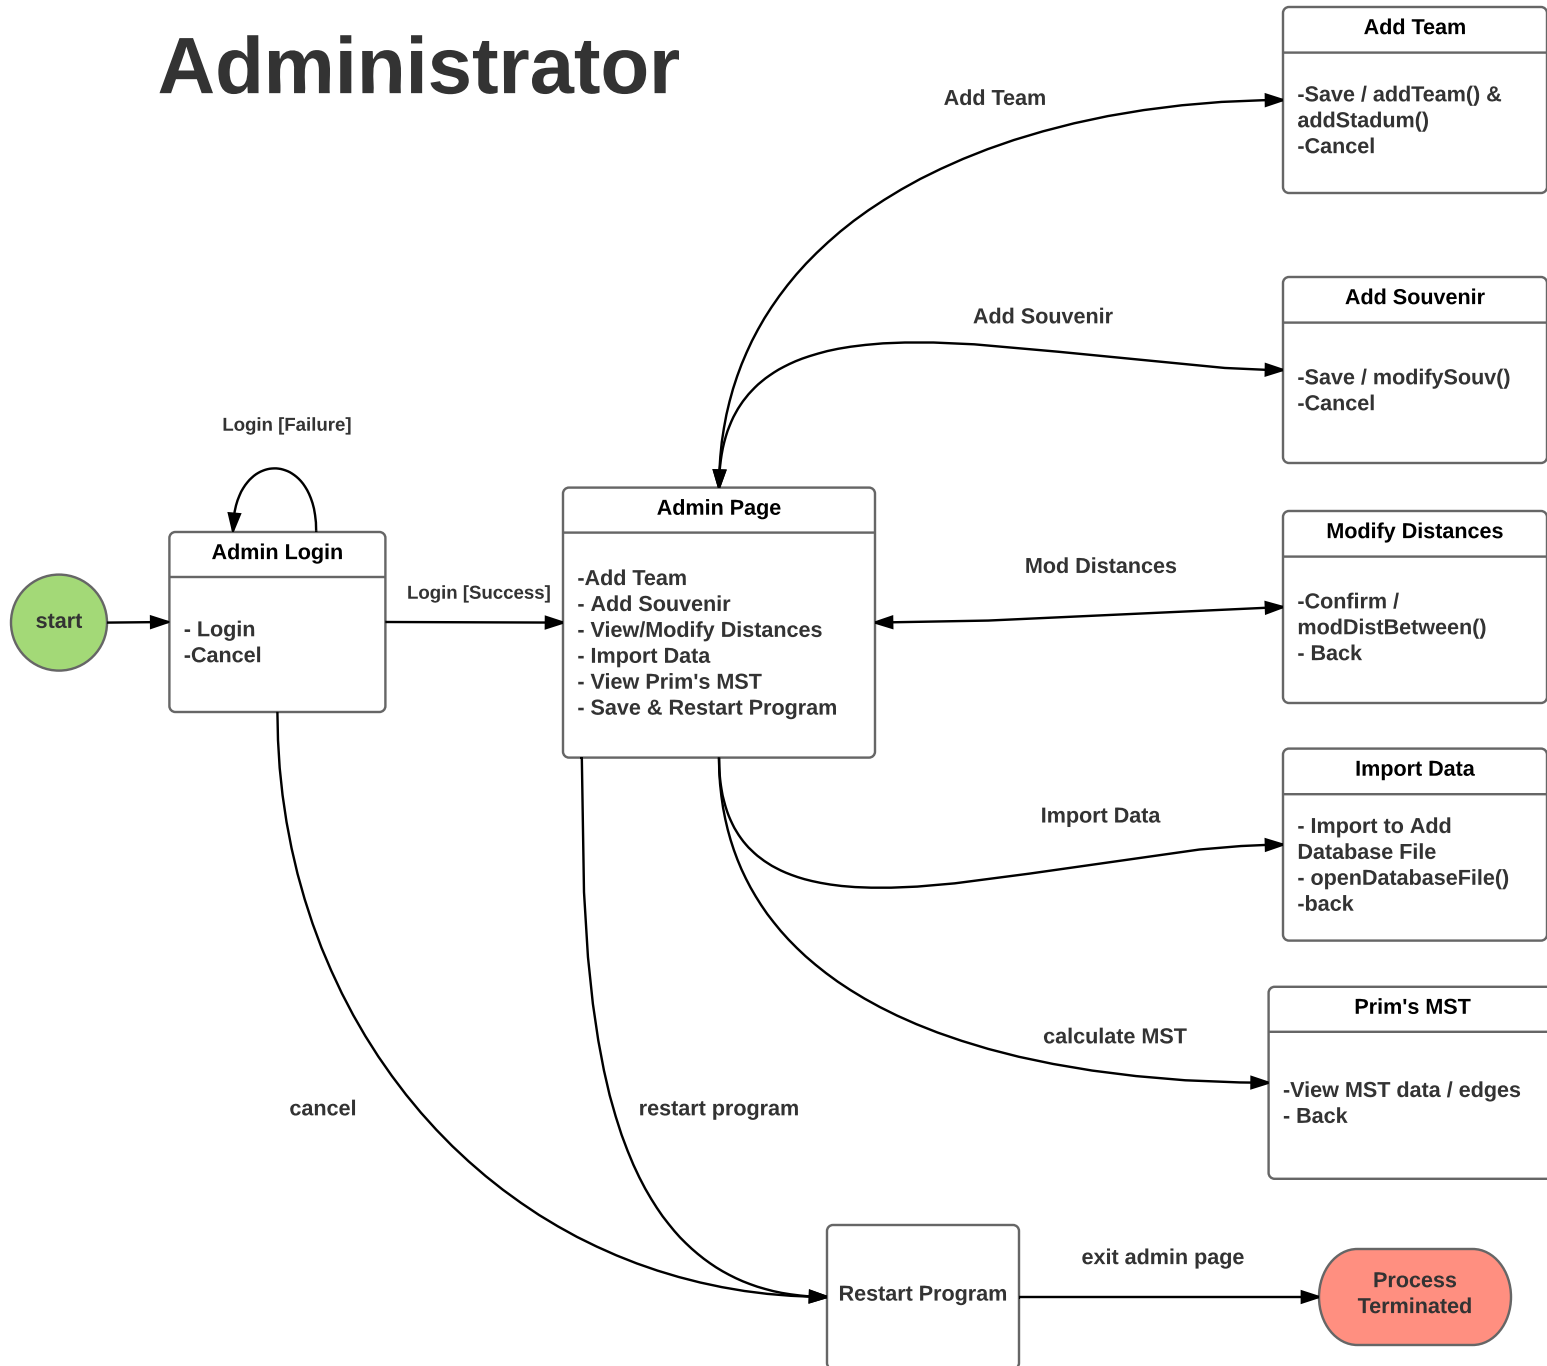 Administrator
Add Team
-Save / addTeam() &
addStadum()
-Cancel
Add Team
Add Souvenir
-Save / modifySouv()
-Cancel
Add Souvenir
Login [Failure]
Admin Login
- Login
-Cancel
start
Login [Success]
Admin Page
-Add Team
- Add Souvenir
- View/Modify Distances
- Import Data
- View Prim's MST
- Save & Restart Program
Mod Distances
Modify Distances
-Confirm /
modDistBetween()
- Back
Import Data
Import Data
- Import to Add
Database File
- openDatabaseFile()
-back
calculate MST
Prim's MST
-View MST data / edges
- Back
cancel
restart program
Restart Program
exit admin page
Process
Terminated